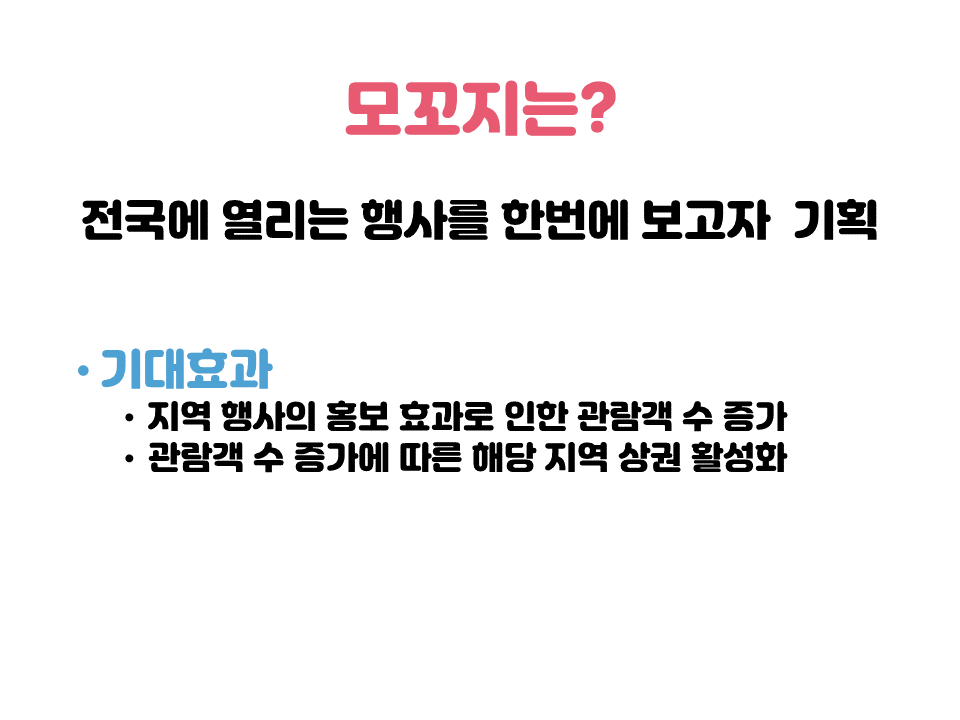 모꼬지는?
전국에 열리는 행사를 한번에 보고자 기획
• 기대효과
• 지역 행사의 홍보 효과로 인한 관람객 수 증가
• 관람객 수 증가에 따른 해당 지역 상권 활성화